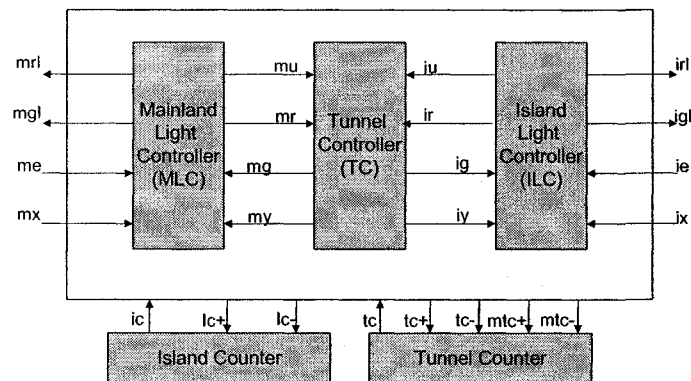 mrl mu iu irl
mgl Mainland Light Controller (MLC) mr Tunnel Controller (TC) ir Island Light Controller (ILC) igl
me mg ig ie
mx my iy ix
ic Ic+ Ic- tc tc+ tc- mtc+ mtc-
Island Counter Tunnel Counter